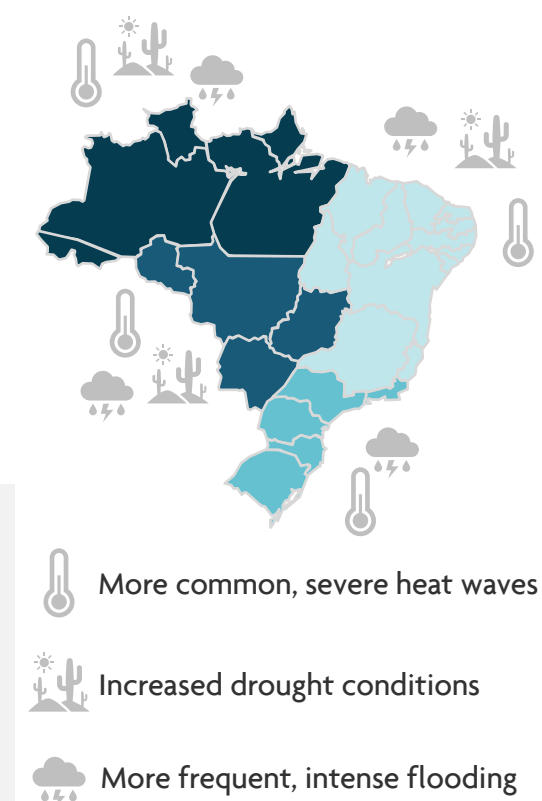 More common, severe heat waves
Increased drought conditions
More frequent, intense flooding